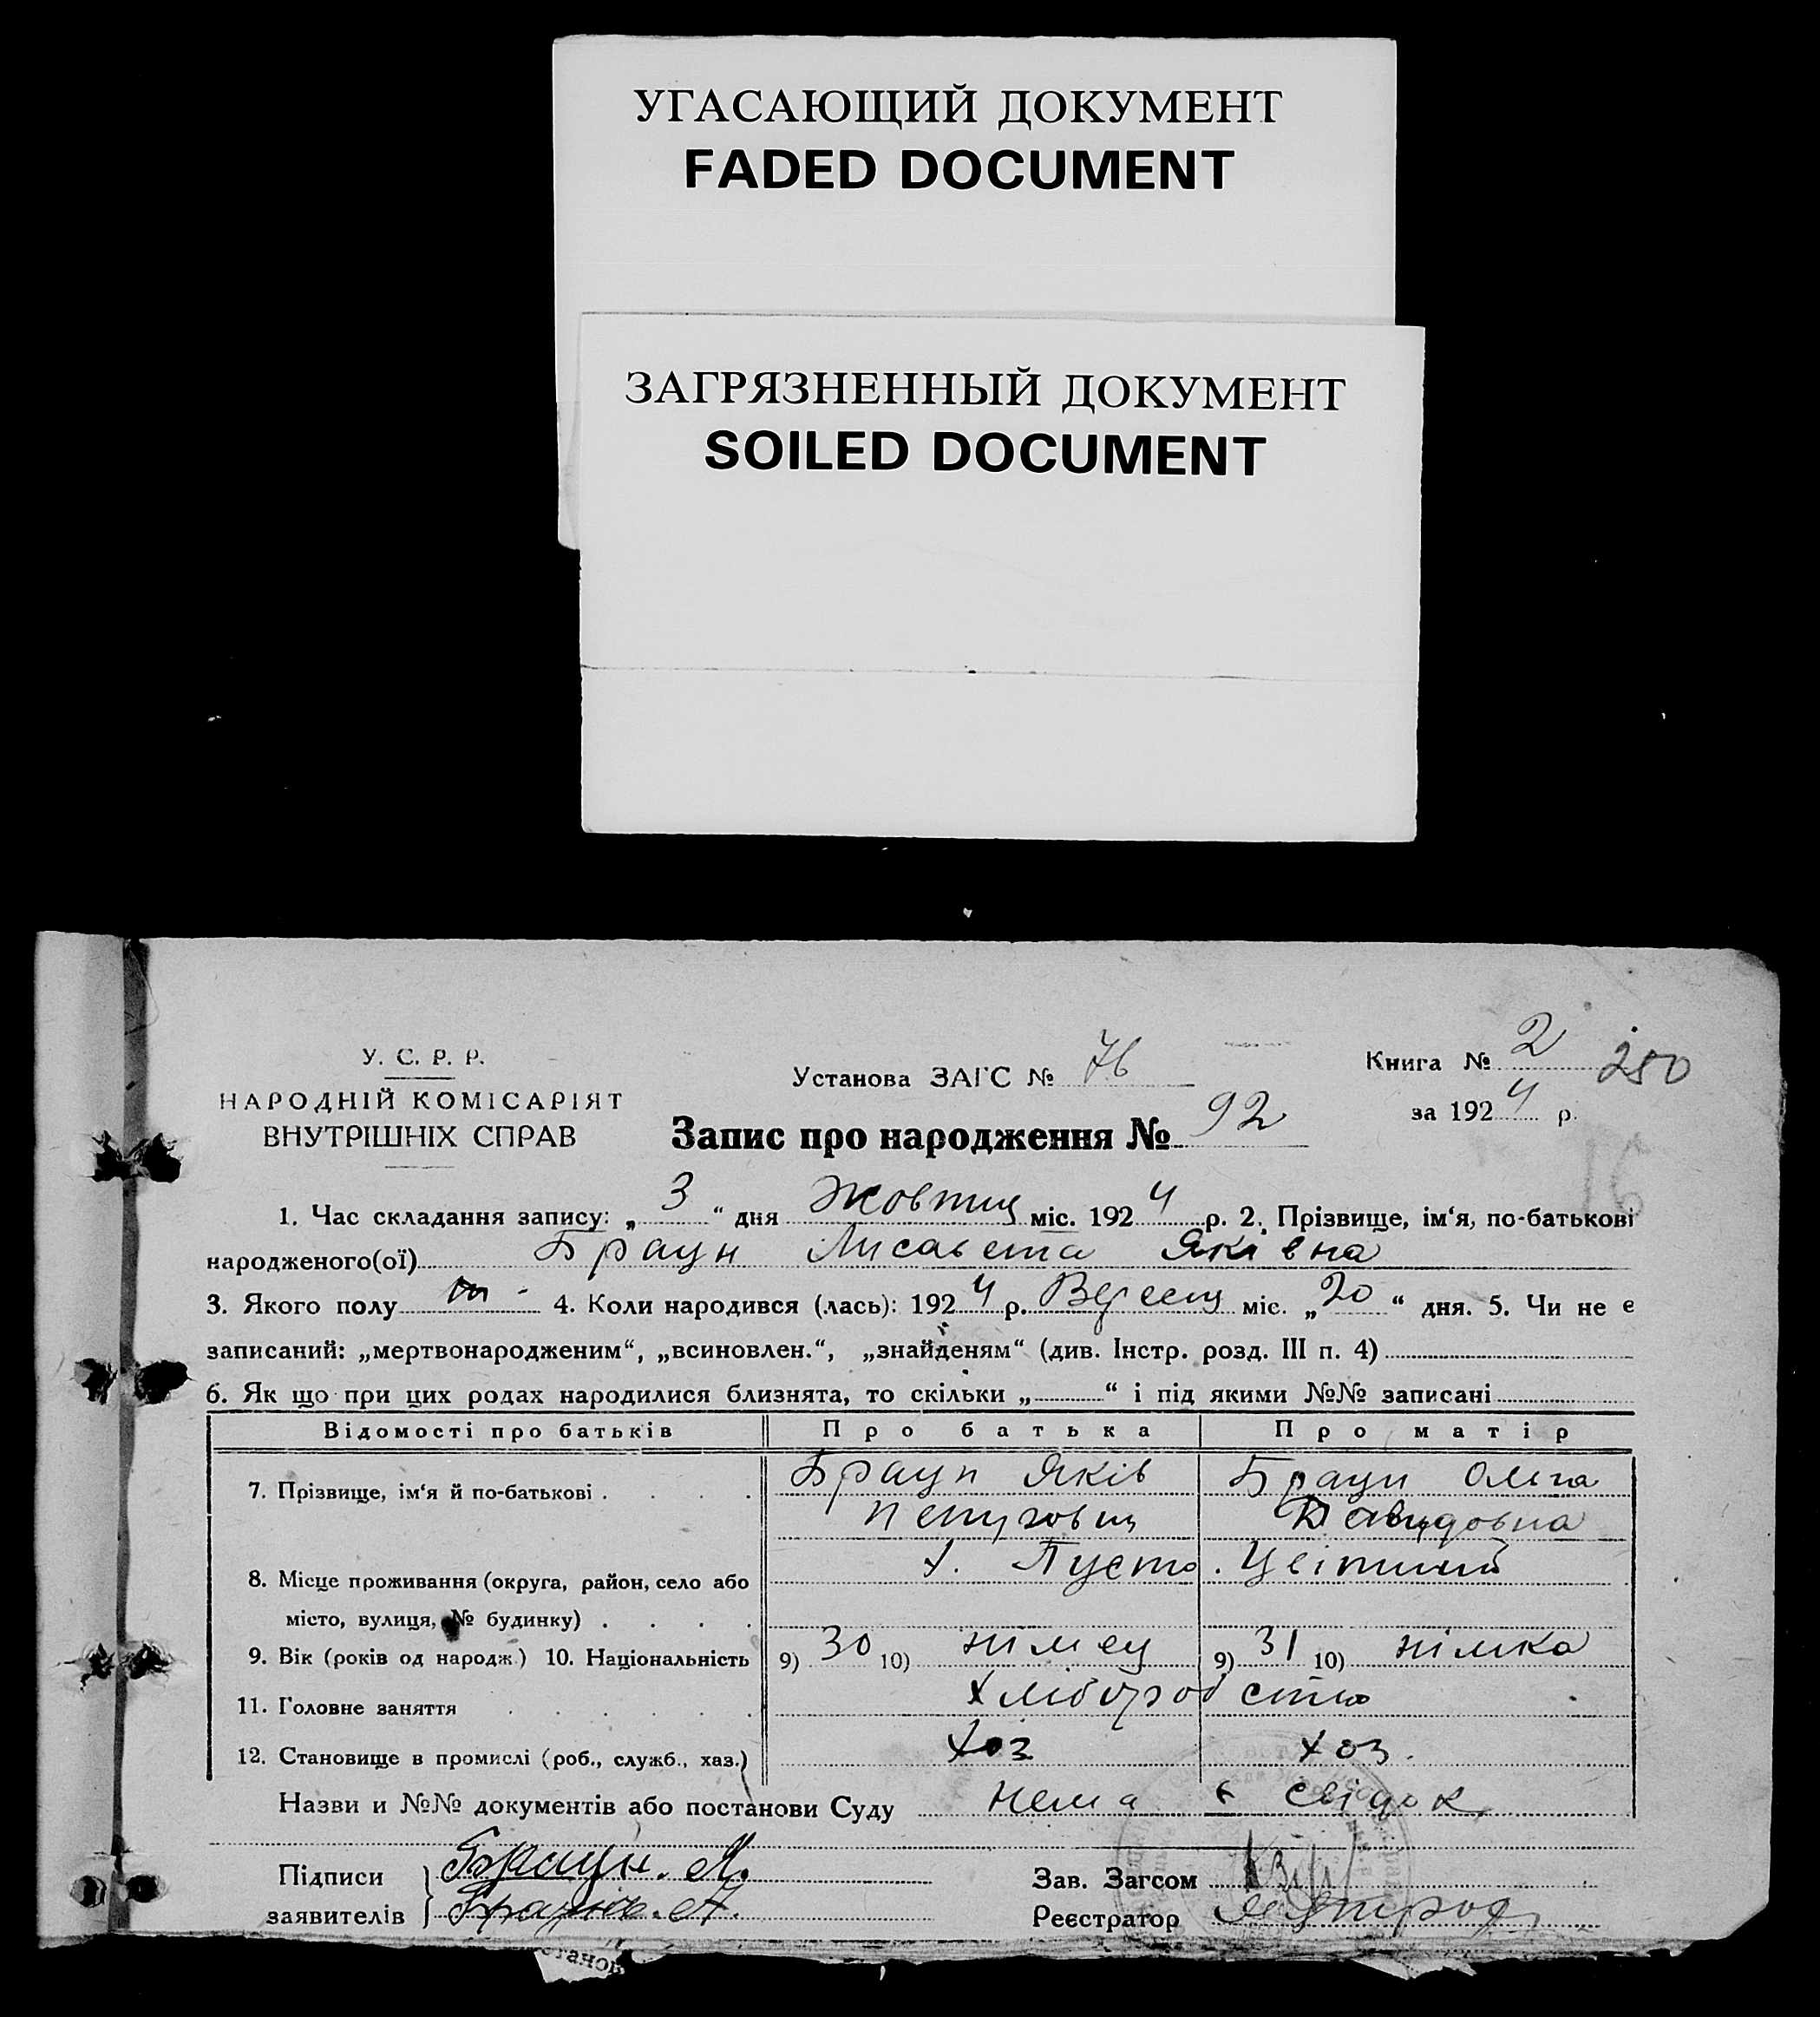 УГАСАЮЩИЙ ДОКУМЕНТ
FADED DOCUMENT
ЗАГРЯЗНЕННЫЙ ДОКУМЕНТ
SOILED DOCUMENT
У. С. Р. Р.
НАРОДНІЙ КОМІСАРІЯТ
ВНУТРІШНІХ СПРАВ
Установа ЗАГС № 76
Книга № 2 250
за 1924 р.
Запис про народження № 92
1. Час складання запису: „ 3 “ дня Жовтня міс. 1924 р. 2. Прізвище, ім‘я, по-батькові
народженого(ої) Браун Лисавета Яківна
3. Якого полу 4. Коли народився (лась): 1924 р. Вересня міс. „20“ дня. 5. Чи не є
записаний: „мертвонародженим“, „всиновлен.“, „знайденям“ (див. Інстр. розд. III п. 4)
6. Як що при цих родах народилися близнята, то скільки „ “ і під якими №№ записані
Відомості про батьків Про батька Про матір
7. Прізвище, ім‘я й по-батькові . . . . Браун Яків Браун Ольга
Давидовна
8. Місце проживання (округа, район, село або х. Пусто. Цвітний
місто, вулиця, № будинку) . . . .
9. Вік (років од народж.) 10. Національність 9) 30 10) німец 9) 31 10) німка
11. Головне заняття . . . . . . Хліборобство
12. Становище в промислі (роб., служб., хаз.) Хоз Хоз.
Назви и №№ документів або постанови Суду нема є свідок
Підписи Браун. Я.
заявителів
Зав. Загсом
Реєстратор
станов